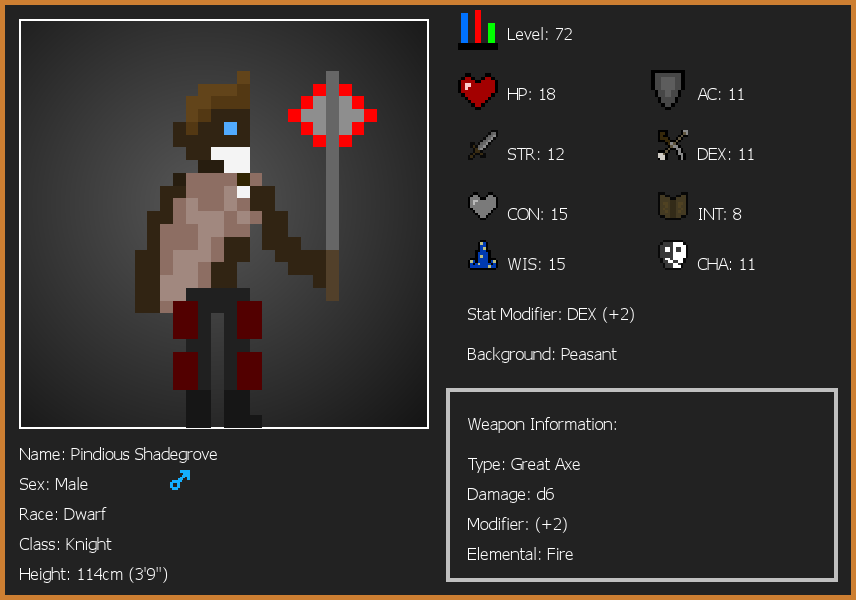 Level: 72
HP: 18
AC: 11
STR: 12
DEX: 11
CON: 15
INT: 8
WIS: 15
CHA: 11
Stat Modifier: DEX (+2)
Background: Peasant
Weapon Information:
Type: Great Axe
Damage: d6
Modifier: (+2)
Elemental: Fire
Name: Pindious Shadegrove
Sex: Male
Race: Dwarf
Class: Knight
Height: 114cm (3'9")